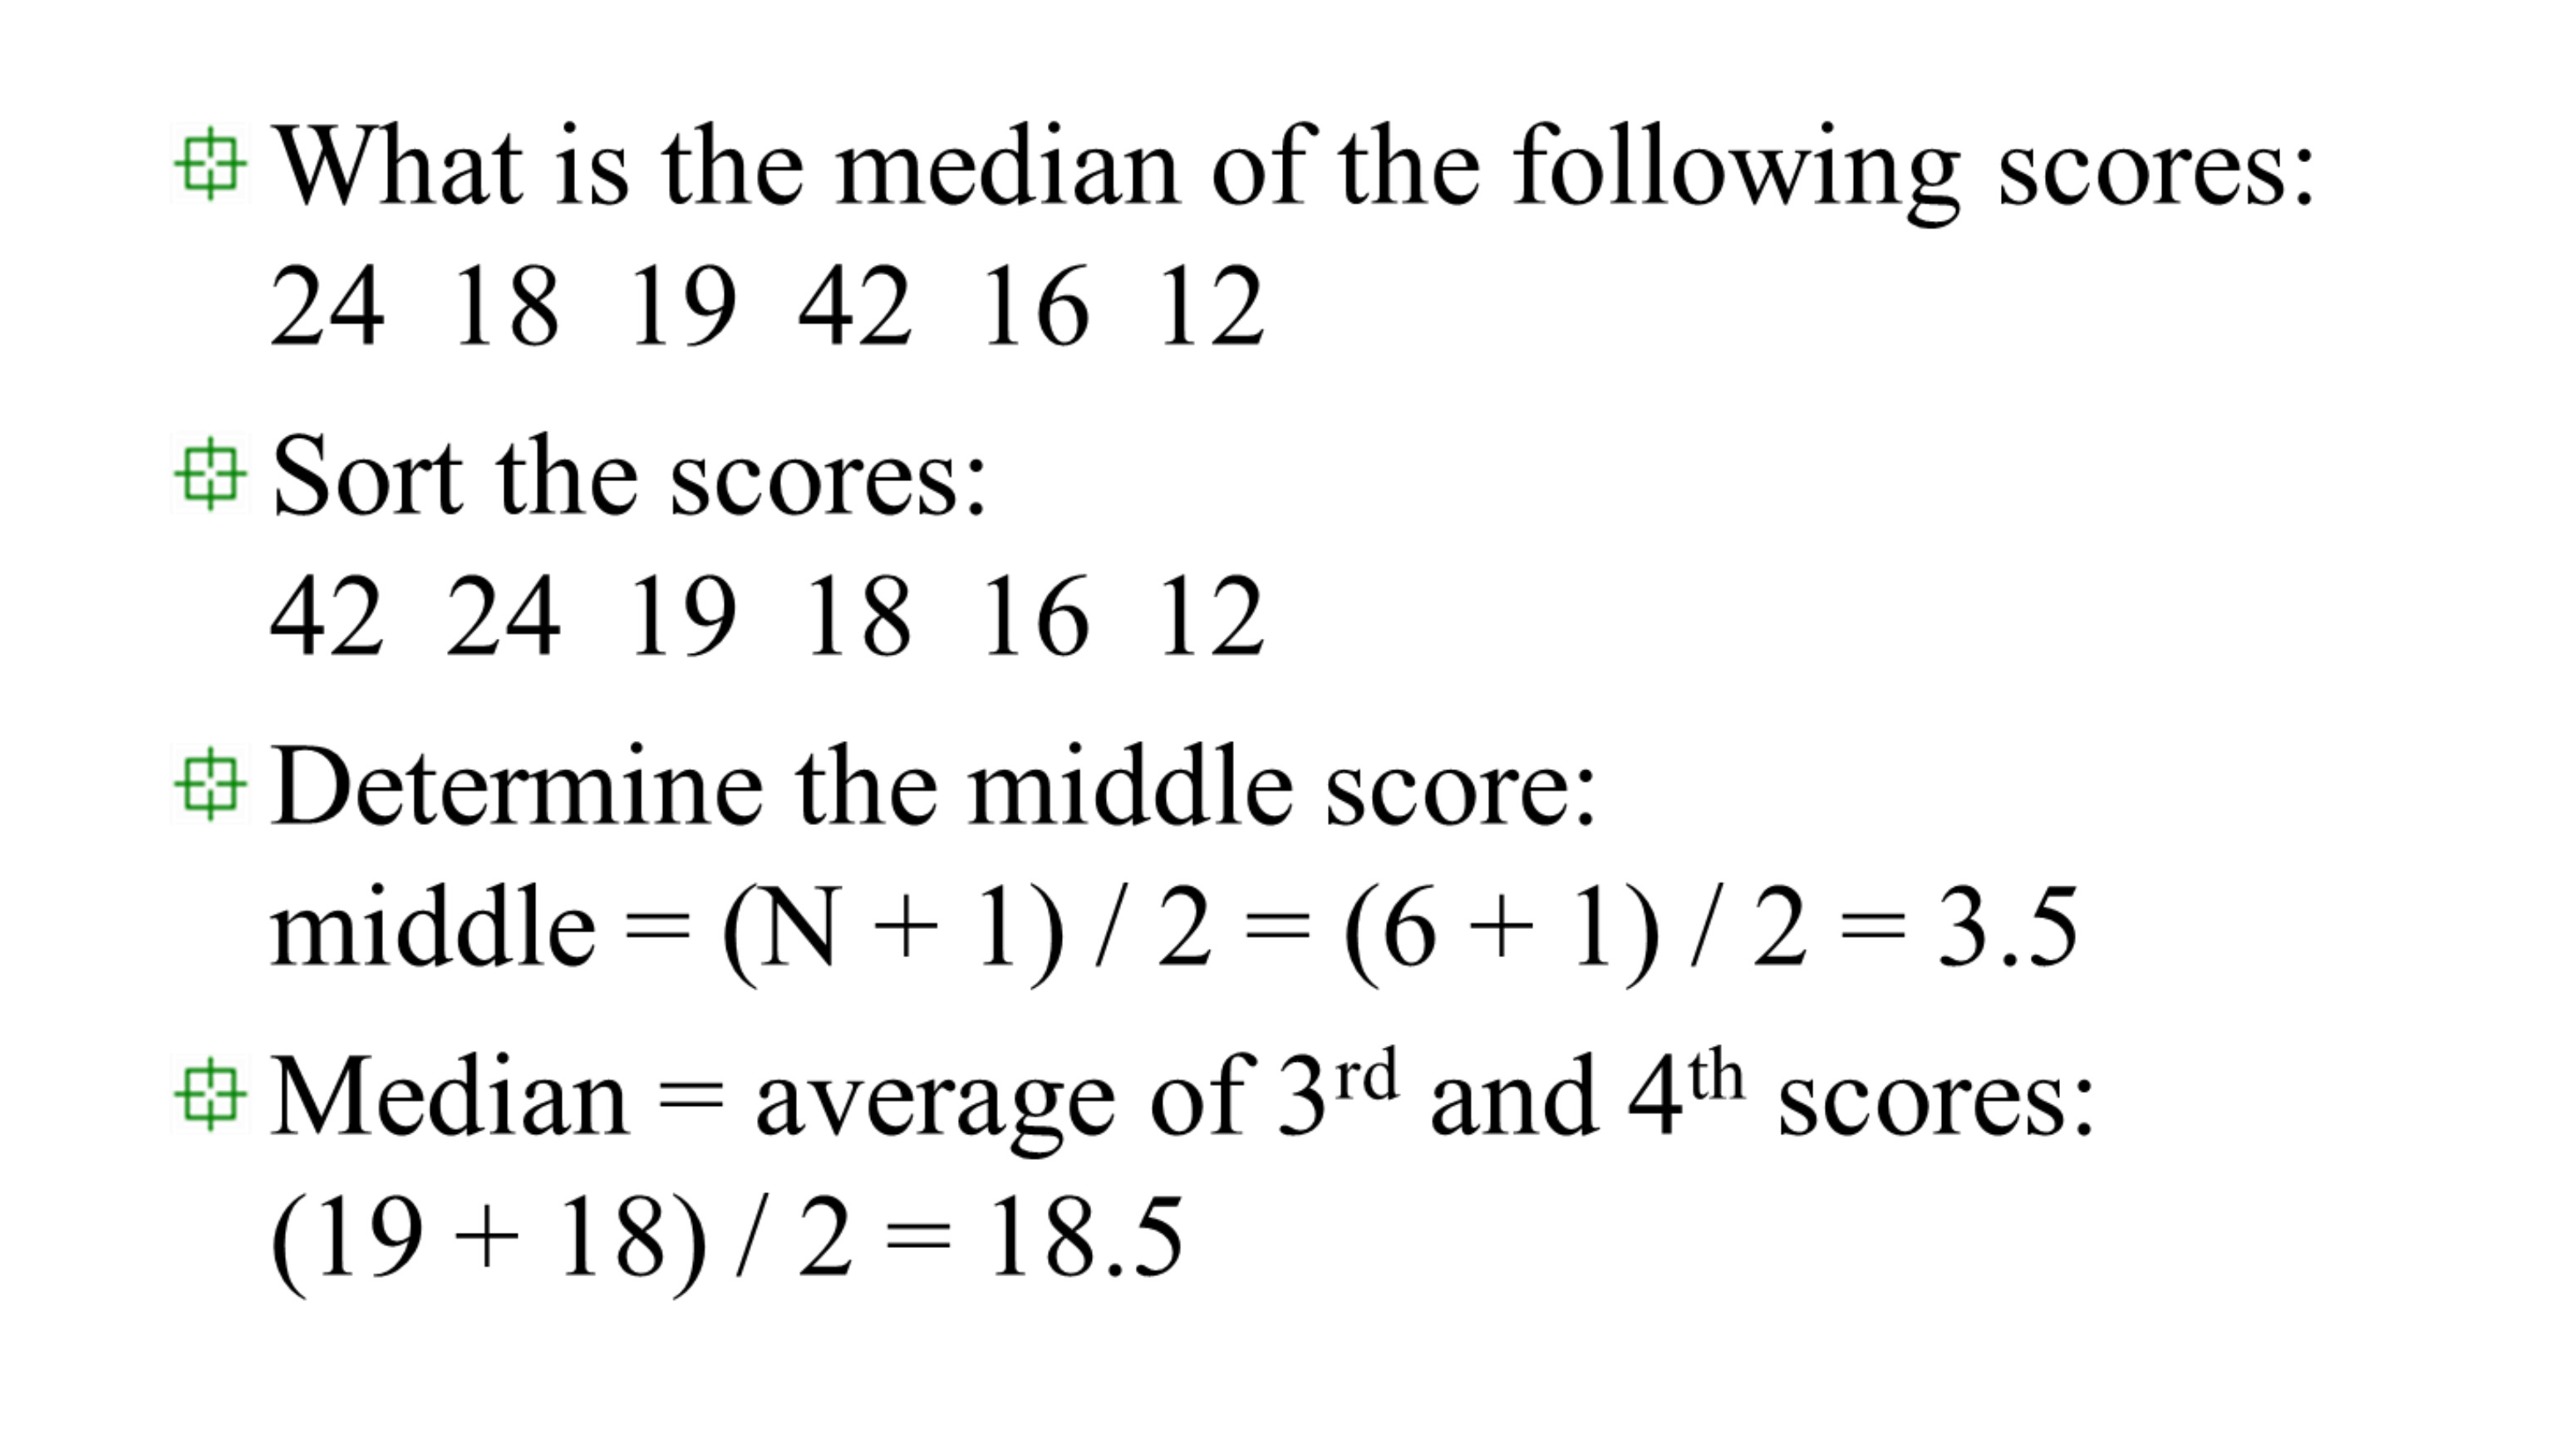 What is the median of the following scores:
24 18 19 42 16 12
Sort the scores:
42 24 19 18 16 12
Determine the middle score:
middle = (N + 1) / 2 = (6 + 1) / 2 = 3.5
Median = average of 3rd and 4th scores:
(19 + 18) / 2 = 18.5